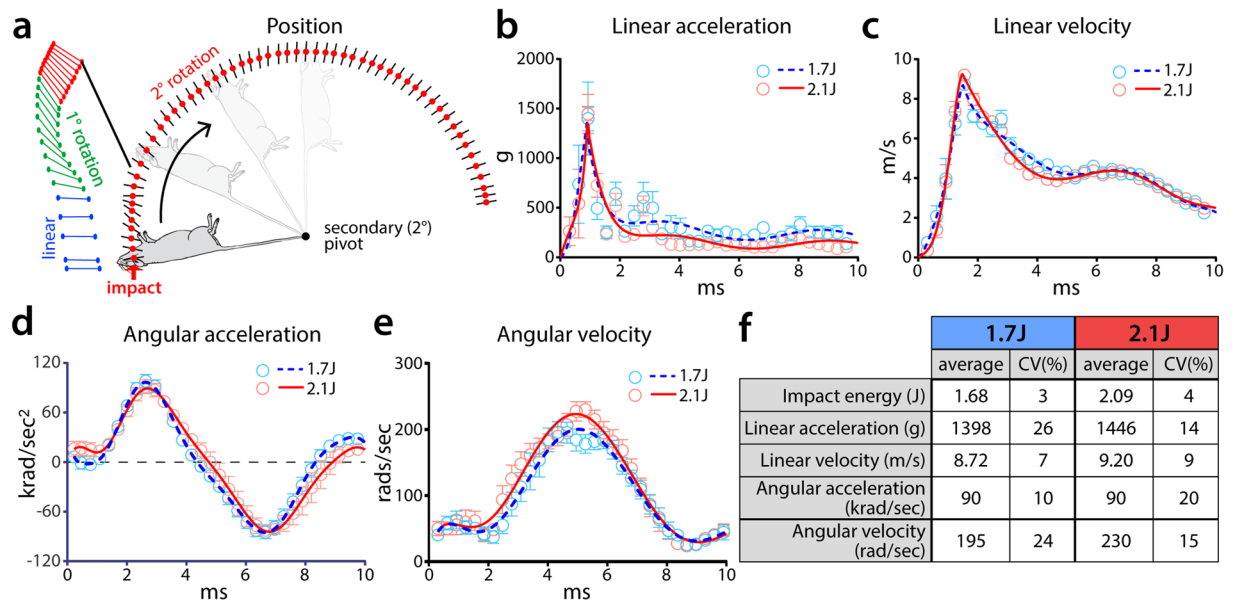 a
Position
2° rotation
1° rotation
linear
impact
secondary (2°)
pivot
b
Linear acceleration
2000
1500
1000
500
0
g
0
2
4
6
8
10
ms
1.7J
2.1J
c
Linear velocity
10
8
6
4
2
0
m/s
0
2
4
6
8
10
ms
1.7J
2.1J
d
Angular acceleration
120
60
0
-60
-120
krad/sec²
0
2
4
6
8
10
ms
1.7J
2.1J
e
Angular velocity
300
200
100
0
rads/sec
0
2
4
6
8
10
ms
1.7J
2.1J
f
1.7J 2.1J
average CV(%) average CV(%)
Impact energy (J) 1.68 3 2.09 4
Linear acceleration (g) 1398 26 1446 14
Linear velocity (m/s) 8.72 7 9.20 9
Angular acceleration
(krad/sec) 90 10 90 20
Angular velocity
(rad/sec) 195 24 230 15